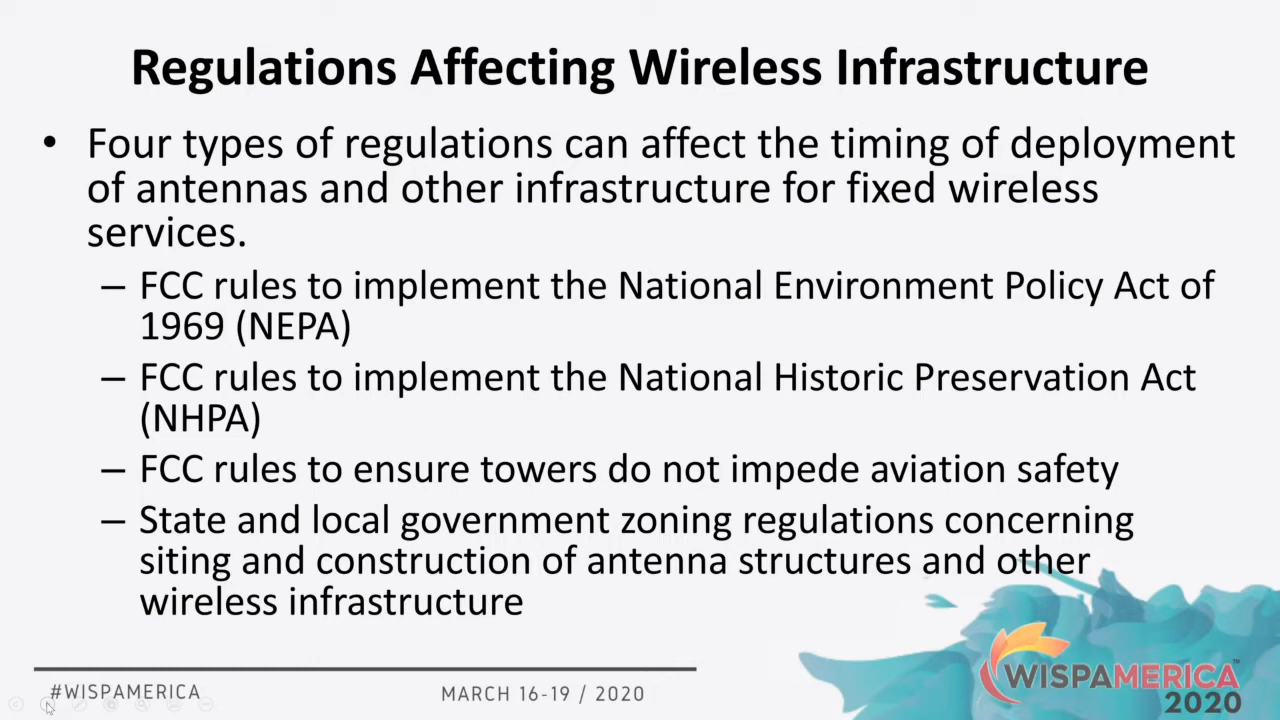 Regulations Affecting Wireless Infrastructure
• Four types of regulations can affect the timing of deployment
of antennas and other infrastructure for fixed wireless
services.
– FCC rules to implement the National Environment Policy Act of
1969 (NEPA)
– FCC rules to implement the National Historic Preservation Act
(NHPA)
– FCC rules to ensure towers do not impede aviation safety
– State and local government zoning regulations concerning
siting and construction of antenna structures and other
wireless infrastructure
#WISPAMERICA
MARCH 16-19 / 2020
WISPAMERICA™
2020